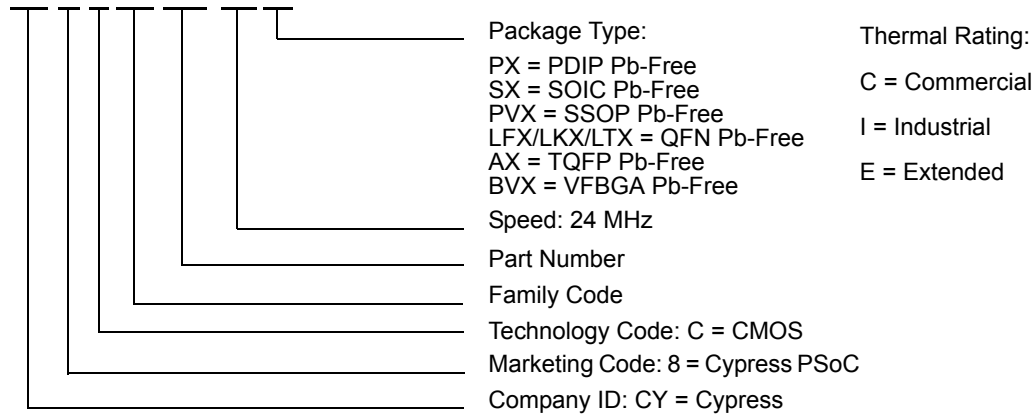 Package Type:
PX = PDIP Pb-Free
SX = SOIC Pb-Free
PVX = SSOP Pb-Free
LFX/LKX/LTX = QFN Pb-Free
AX = TQFP Pb-Free
BVX = VFBGA Pb-Free
Thermal Rating:
C = Commercial
I = Industrial
E = Extended
Speed: 24 MHz
Part Number
Family Code
Technology Code: C = CMOS
Marketing Code: 8 = Cypress PSoC
Company ID: CY = Cypress